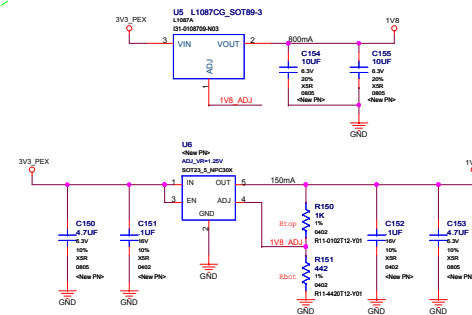 U5 L1087CG_SOT89-3
L1087A
I31-0108709-N03
3V3_PEX
3 VIN VOUT 2
ADJ
1
800mA
1V8
1V8_ADJ
C154
10UF
6.3V
20%
X5R
0805
<New PN>
C155
10UF
6.3V
20%
X5R
0805
<New PN>
GND
U6
<New PN>
ADJ_VR=1.25V
SOT23_5_NPC30X
3V3_PEX
1 IN OUT 5
3 EN ADJ 4
GND
2
GND
150mA
1V
C150
4.7UF
6.3V
10%
X5R
0805
<New PN>
GND
C151
.1UF
16V
10%
X5R
0402
<New PN>
GND
Rtop
R150
1K
1%
0402
R11-0102T12-Y01
1V8_ADJ
Rbot
R151
442
1%
0402
R11-4420T12-Y01
GND
C152
.1UF
16V
10%
X5R
0402
<New PN>
GND
C153
4.7UF
6.3V
10%
X5R
0805
<New PN>
GND